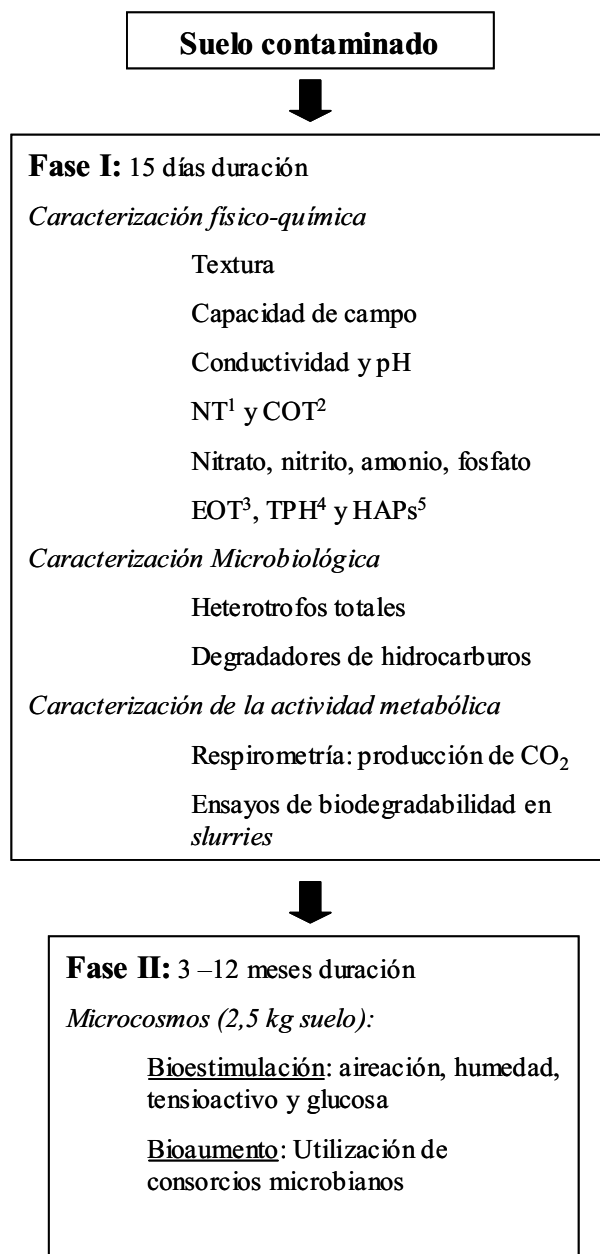 Suelo contaminado
Fase I: 15 días duración
Caracterización físico-química
Textura
Capacidad de campo
Conductividad y pH
NT¹ y COT²
Nitrato, nitrito, amonio, fosfato
EOT³, TPH⁴ y HAPs⁵
Caracterización Microbiológica
Heterotrofos totales
Degradadores de hidrocarburos
Caracterización de la actividad metabólica
Respirometría: producción de CO₂
Ensayos de biodegradabilidad en
slurries
Fase II: 3 –12 meses duración
Microcosmos (2,5 kg suelo):
Bioestimulación: aireación, humedad,
tensioactivo y glucosa
Bioaumento: Utilización de
consorcios microbianos